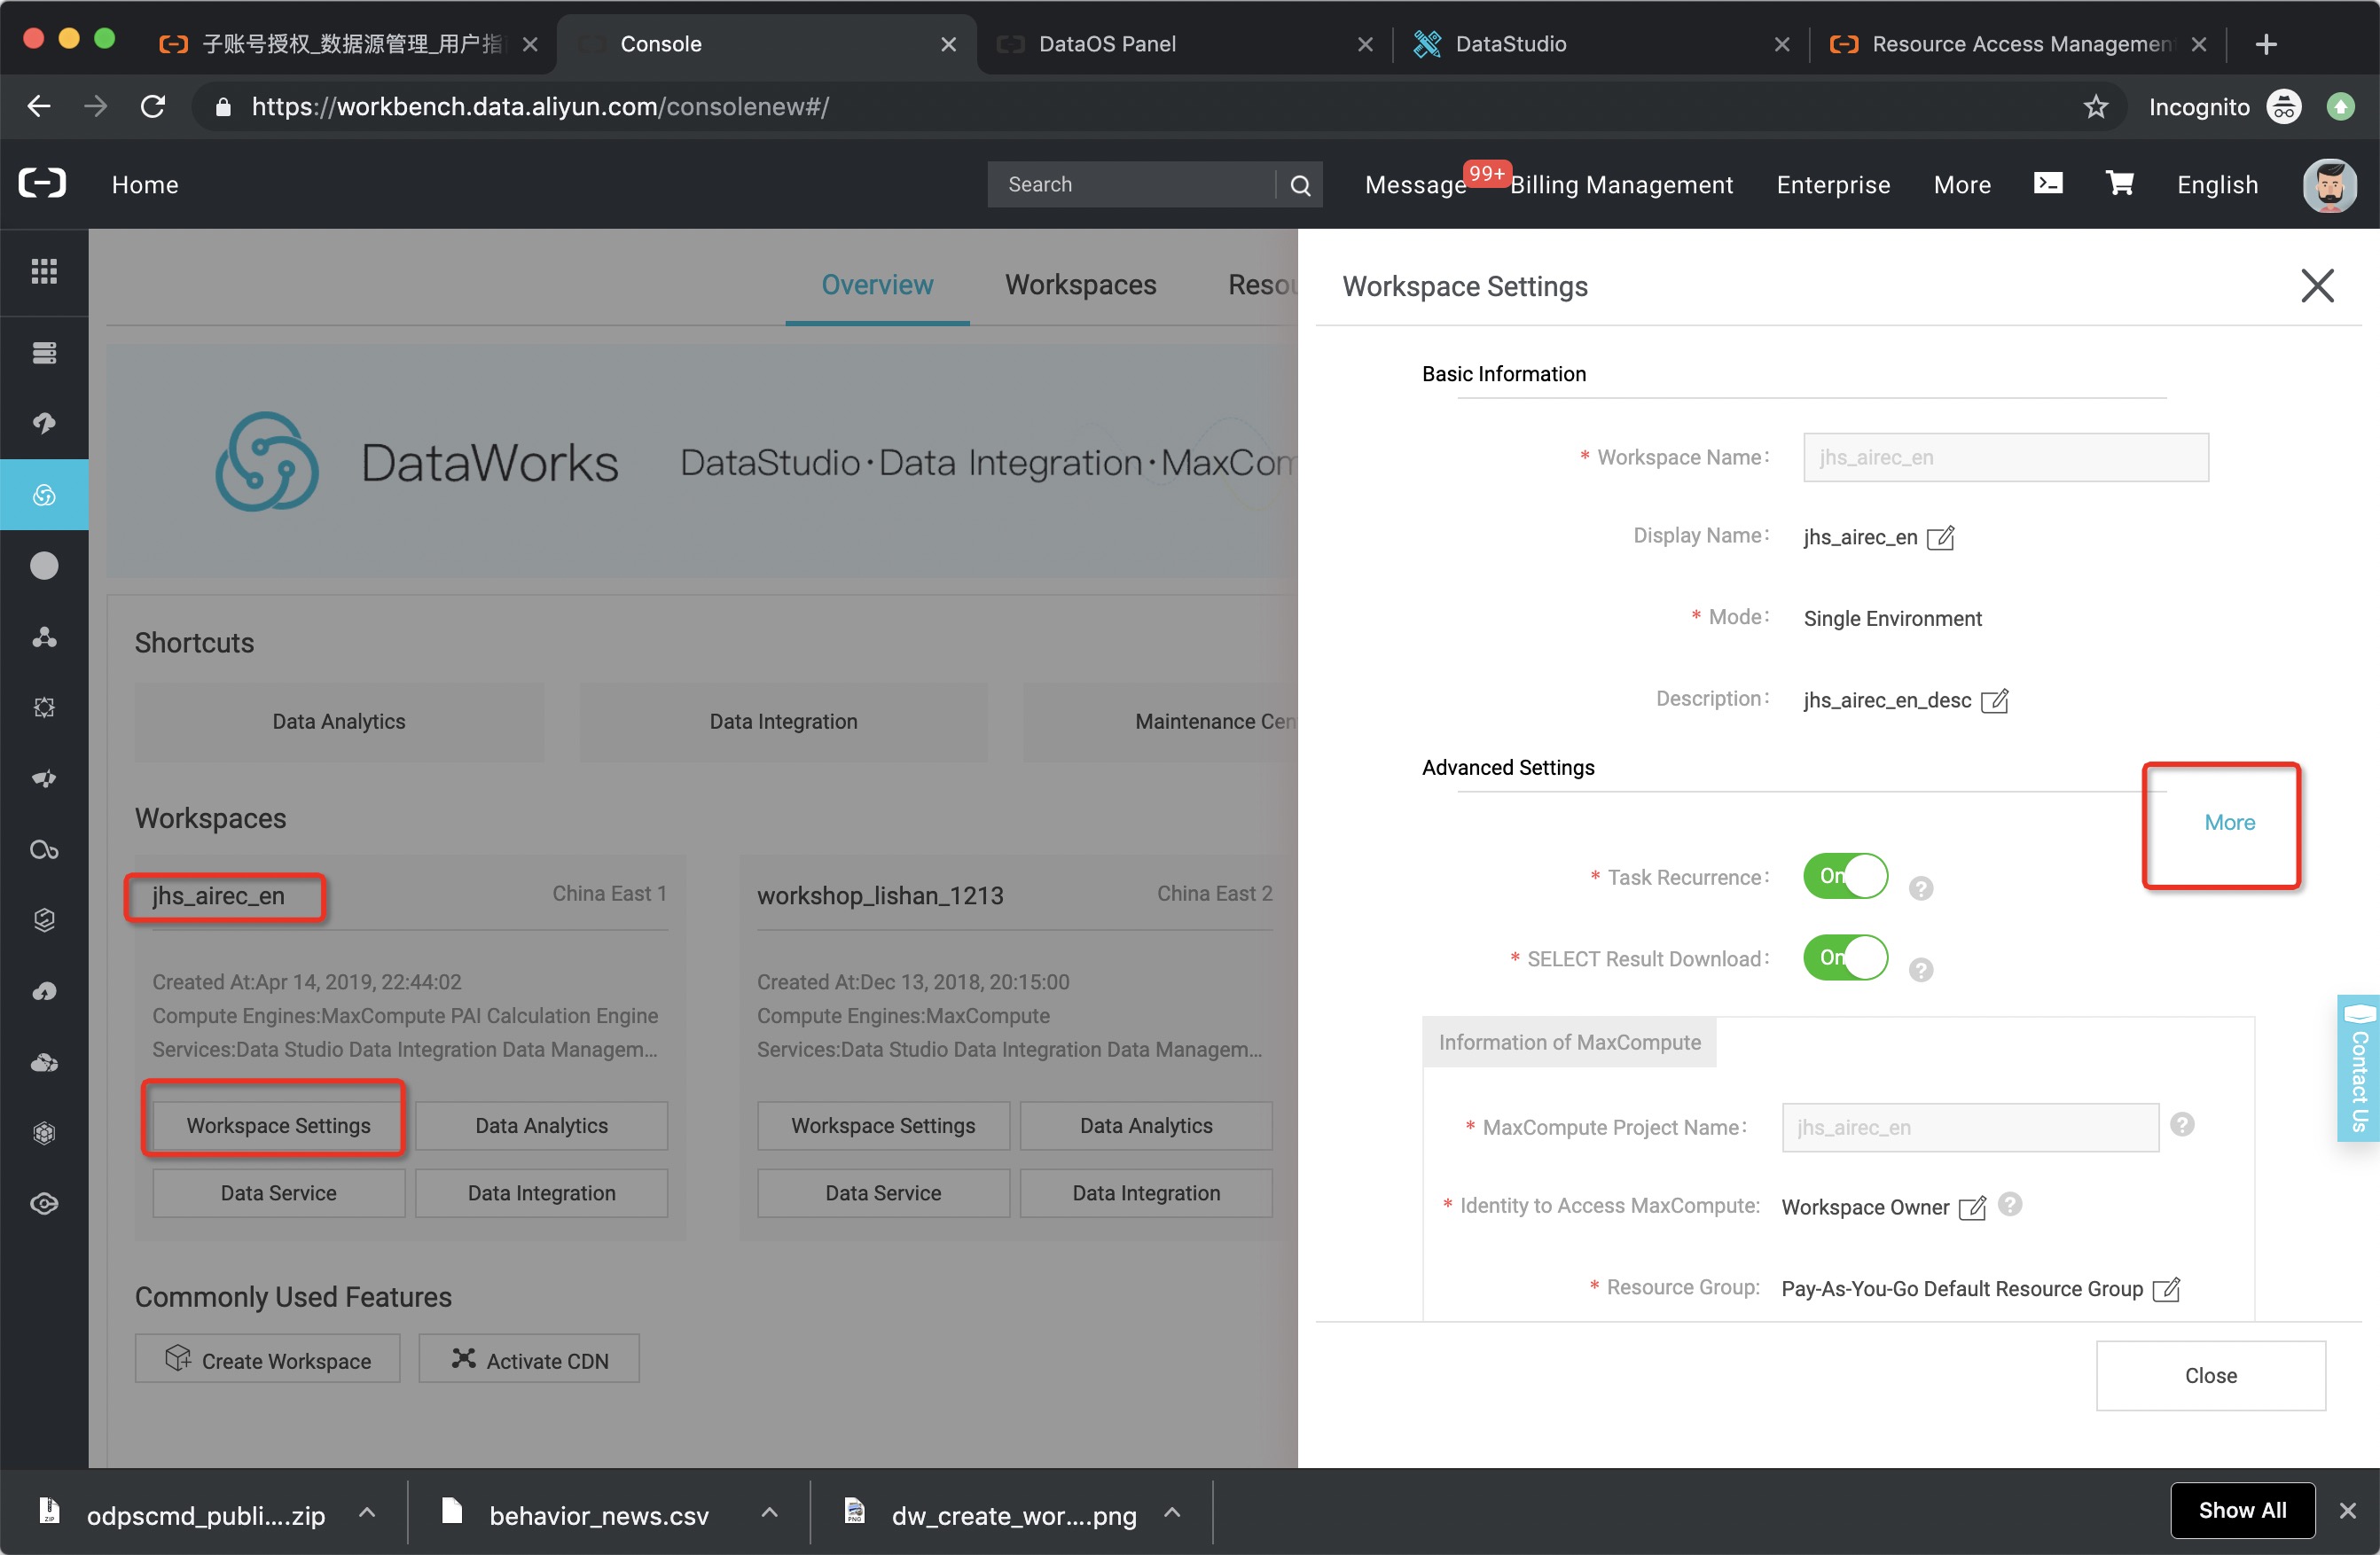 子账号授权_数据源管理_用户指
Console
DataOS Panel
DataStudio
Resource Access Management
https://workbench.data.aliyun.com/consolenew#/
Incognito
Home
Search
Message
99+
Billing Management
Enterprise
More
English
Overview
Workspaces
Resou
DataWorks
DataStudio·Data Integration·MaxCom
Shortcuts
Data Analytics
Data Integration
Maintenance Cen
Workspaces
jhs_airec_en
China East 1
Created At:Apr 14, 2019, 22:44:02
Compute Engines:MaxCompute PAI Calculation Engine
Services:Data Studio Data Integration Data Managem...
Workspace Settings
Data Analytics
Data Service
Data Integration
workshop_lishan_1213
China East 2
Created At:Dec 13, 2018, 20:15:00
Compute Engines:MaxCompute
Services:Data Studio Data Integration Data Managem...
Workspace Settings
Data Analytics
Data Service
Data Integration
Commonly Used Features
Create Workspace
Activate CDN
Workspace Settings
Basic Information
* Workspace Name: jhs_airec_en
Display Name: jhs_airec_en
* Mode: Single Environment
Description: jhs_airec_en_desc
Advanced Settings
More
* Task Recurrence: On ?
* SELECT Result Download: On ?
Information of MaxCompute
* MaxCompute Project Name: jhs_airec_en ?
* Identity to Access MaxCompute: Workspace Owner ?
* Resource Group: Pay-As-You-Go Default Resource Group
Close
Contact Us
ZIP
odpscmd_publi....zip
behavior_news.csv
PNG
dw_create_wor....png
Show All